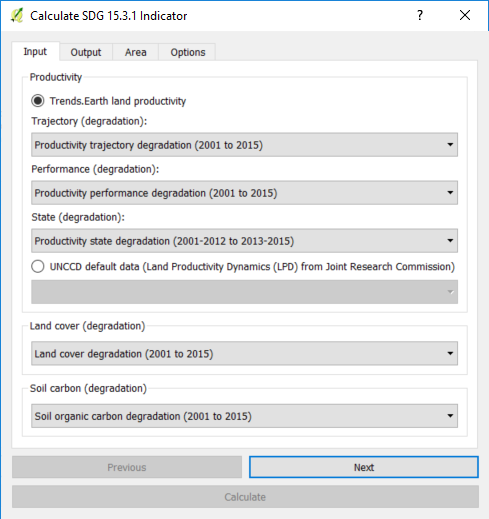 Calculate SDG 15.3.1 Indicator
Input Output Area Options
Productivity
Trends.Earth land productivity
Trajectory (degradation):
Productivity trajectory degradation (2001 to 2015)
Performance (degradation):
Productivity performance degradation (2001 to 2015)
State (degradation):
Productivity state degradation (2001-2012 to 2013-2015)
UNCCD default data (Land Productivity Dynamics (LPD) from Joint Research Commission)
Land cover (degradation)
Land cover degradation (2001 to 2015)
Soil carbon (degradation)
Soil organic carbon degradation (2001 to 2015)
Previous Next
Calculate